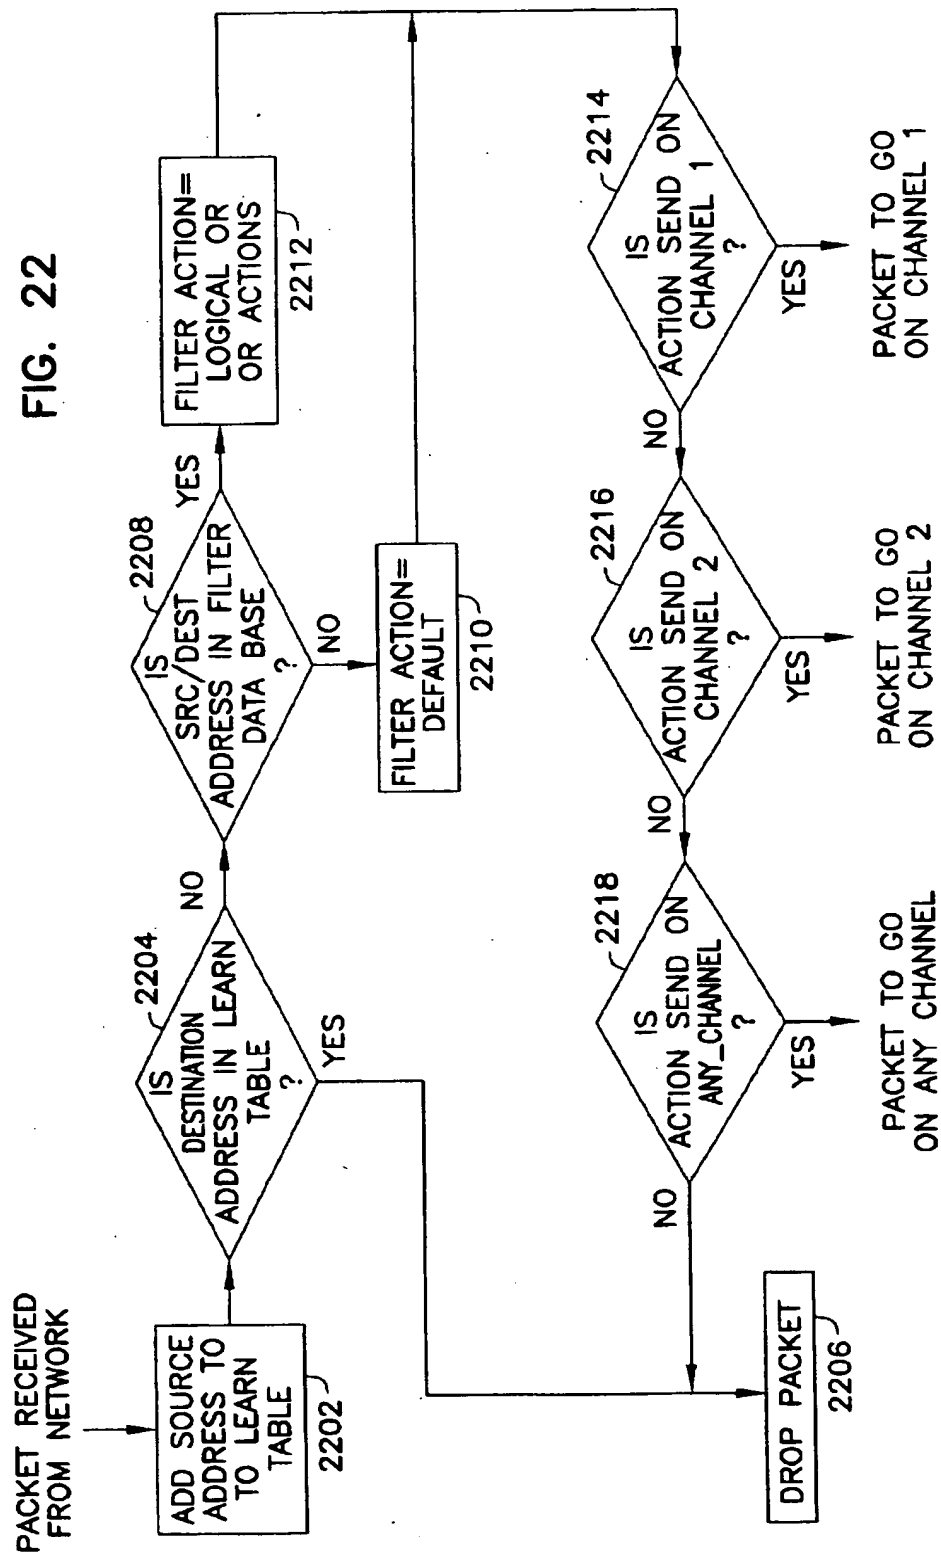 FIG. 22
PACKET RECEIVED
FROM NETWORK
ADD SOURCE
ADDRESS TO
TO LEARN
TABLE
2202
IS
DESTINATION
ADDRESS IN LEARN
TABLE
?
2204
NO
YES
IS
SRC/DEST
ADDRESS IN FILTER
DATA BASE
?
2208
YES
NO
FILTER ACTION=
LOGICAL OR
OR ACTIONS
2212
FILTER ACTION=
DEFAULT
2210
IS
ACTION SEND ON
CHANNEL 1
?
2214
NO
YES
PACKET TO GO
ON CHANNEL 1
IS
ACTION SEND ON
CHANNEL 2
?
2216
NO
YES
PACKET TO GO
ON CHANNEL 2
IS
ACTION SEND ON
ANY_CHANNEL
?
2218
NO
YES
PACKET TO GO
ON ANY CHANNEL
DROP PACKET
2206